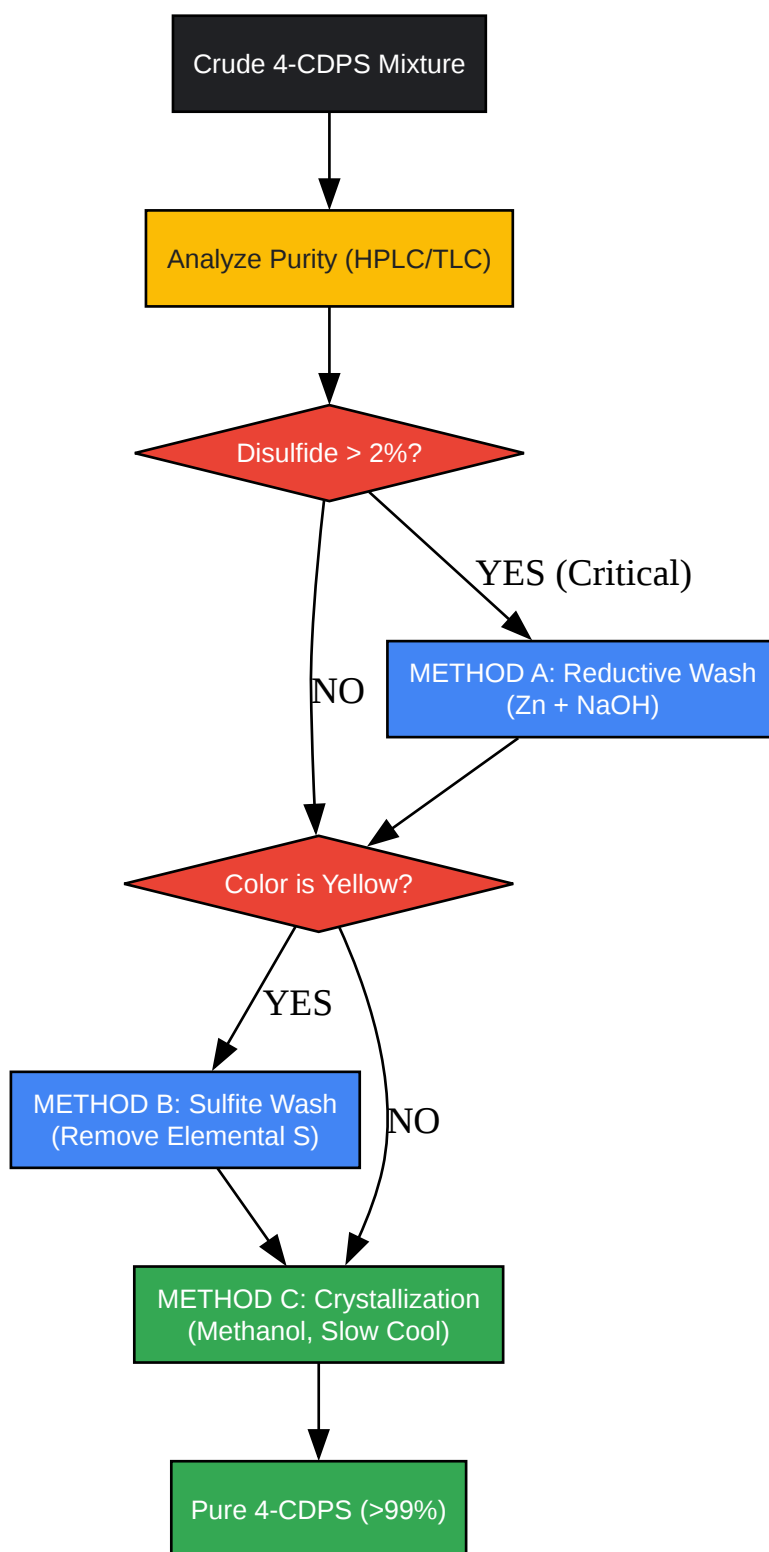 Crude 4-CDPS Mixture
Analyze Purity (HPLC/TLC)
Disulfide > 2%?
YES (Critical)
METHOD A: Reductive Wash
(Zn + NaOH)
NO
Color is Yellow?
YES
METHOD B: Sulfite Wash
(Remove Elemental S)
NO
METHOD C: Crystallization
(Methanol, Slow Cool)
Pure 4-CDPS (>99%)